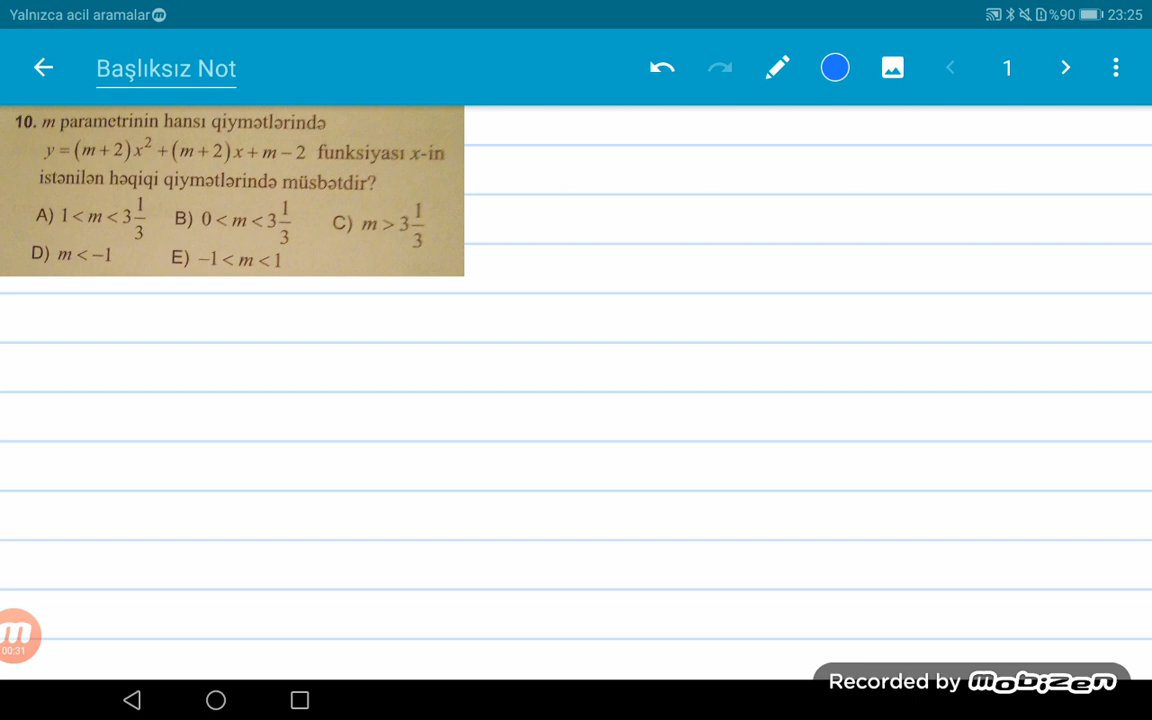 Yalnızca acil aramalar
%90 23:25
Başlıksız Not
1
10. m parametrinin hansı qiymətlərində
y = (m + 2)x² + (m + 2)x + m − 2 funksiyası x-in
istənilən həqiqi qiymətlərində müsbətdir?
A) 1 < m < 3 1/3 B) 0 < m < 3 1/3 C) m > 3 1/3
D) m < −1 E) −1 < m < 1
00:31
Recorded by mobizen